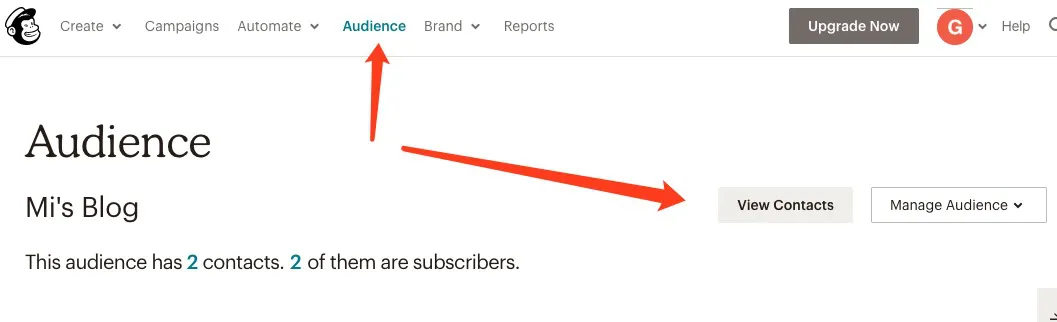 Create Campaigns Automate Audience Brand Reports Upgrade Now G Help
Audience
Mi's Blog View Contacts Manage Audience
This audience has 2 contacts. 2 of them are subscribers.